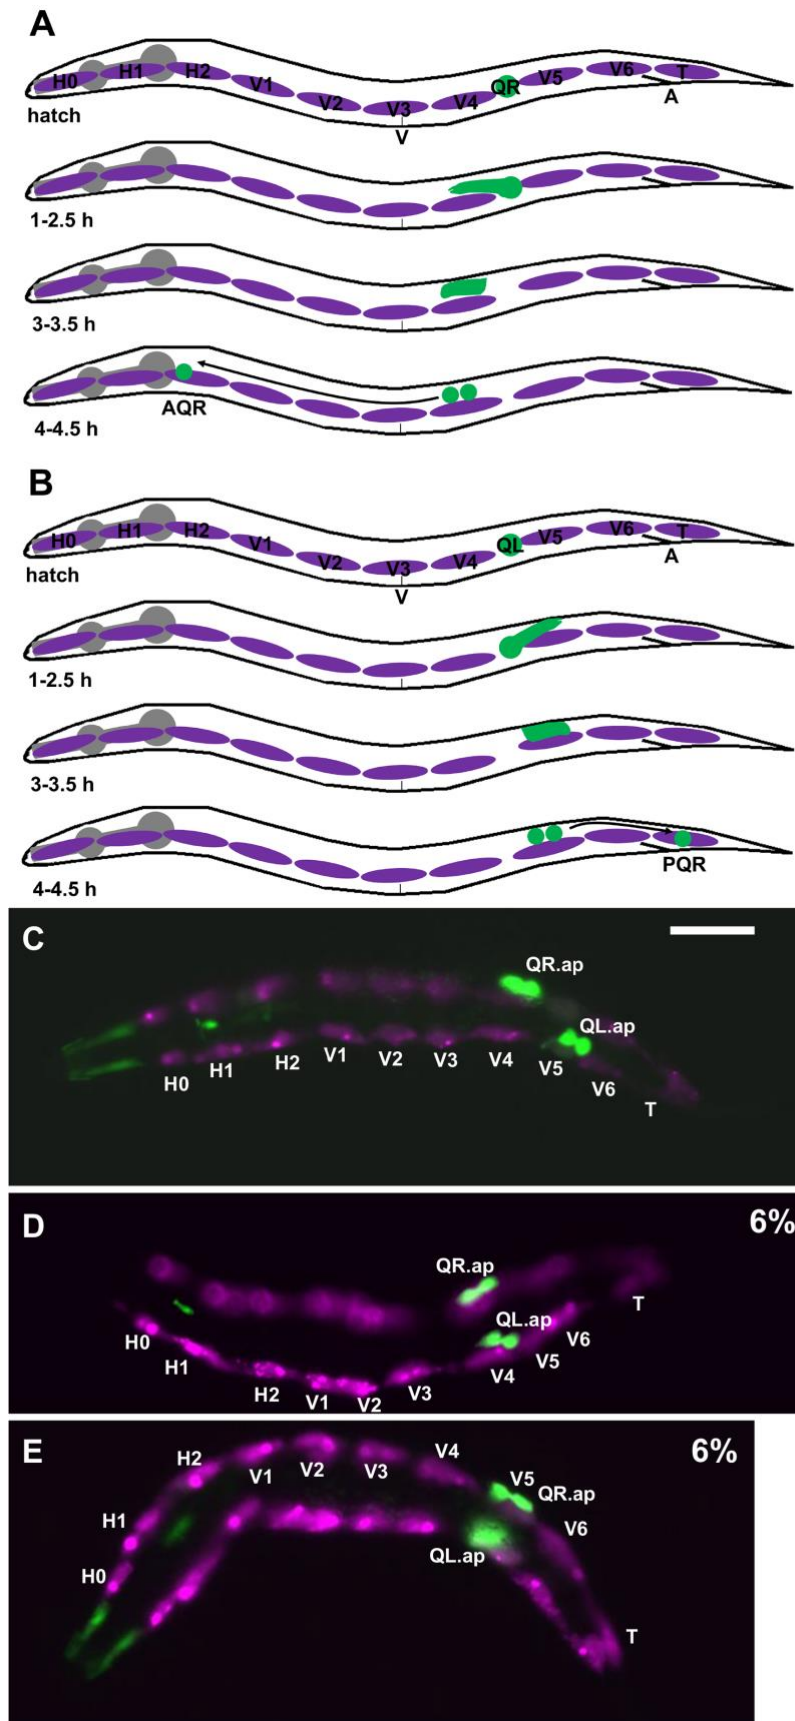 A
H0 H1 H2 V1 V2 V3 V4 QR V5 V6 T
hatch
V
A
1-2.5 h
3-3.5 h
AQR
4-4.5 h
B
H0 H1 H2 V1 V2 V3 V4 QL V5 V6 T
hatch
V
A
1-2.5 h
3-3.5 h
PQR
4-4.5 h
C
QR.ap
QL.ap
H0 H1 H2 V1 V2 V3 V4 V5 V6 T
D
6%
QR.ap
QL.ap
H0 H1 H2 V1 V2 V3 V4 V5 V6 T
E
6%
H0 H1 H2 V1 V2 V3 V4 V5 V6 T
QR.ap
QL.ap